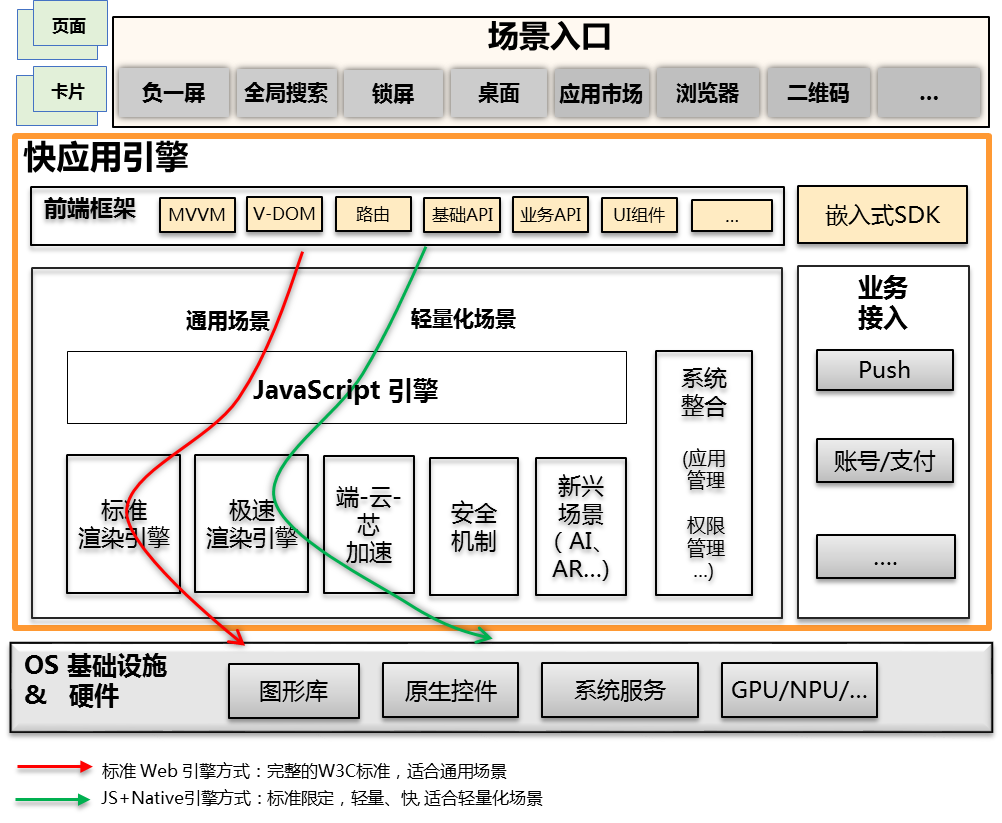 页面
卡片
场景入口
负一屏
全局搜索
锁屏
桌面
应用市场
浏览器
二维码
...
快应用引擎
前端框架
MVVM
V-DOM
路由
基础API
业务API
UI组件
...
嵌入式SDK
通用场景
轻量化场景
JavaScript 引擎
标准
渲染引擎
极速
渲染引擎
端-云-
芯
加速
安全
机制
新兴
场景
（ AI、
AR...)
系统
整合
(应用
管理
权限
管理
...)
业务
接入
Push
账号/支付
....
OS 基础设施
& 硬件
图形库
原生控件
系统服务
GPU/NPU/...
标准 Web 引擎方式：完整的W3C标准，适合通用场景
JS+Native引擎方式：标准限定，轻量、快, 适合轻量化场景